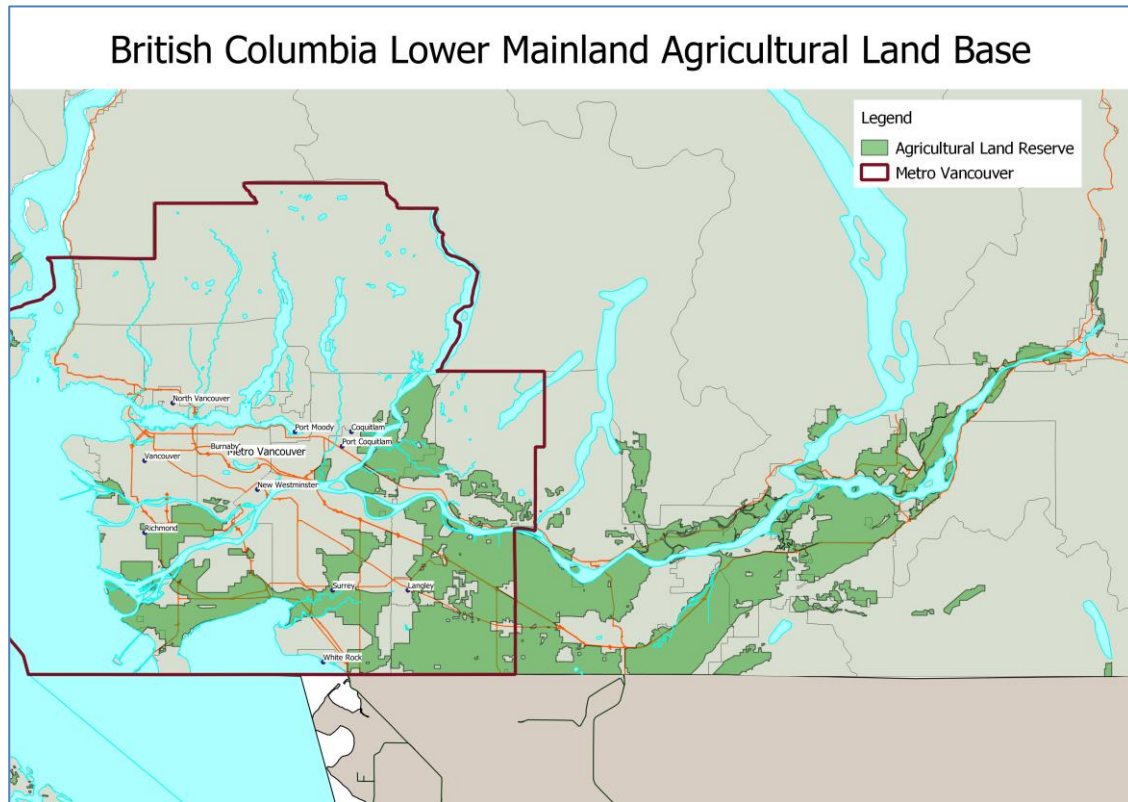 British Columbia Lower Mainland Agricultural Land Base
Legend
Agricultural Land Reserve
Metro Vancouver
North Vancouver
Port Moody
Coquitlam
Port Coquitlam
Burnaby
Metro Vancouver
Vancouver
New Westminster
Richmond
Surrey
Langley
White Rock